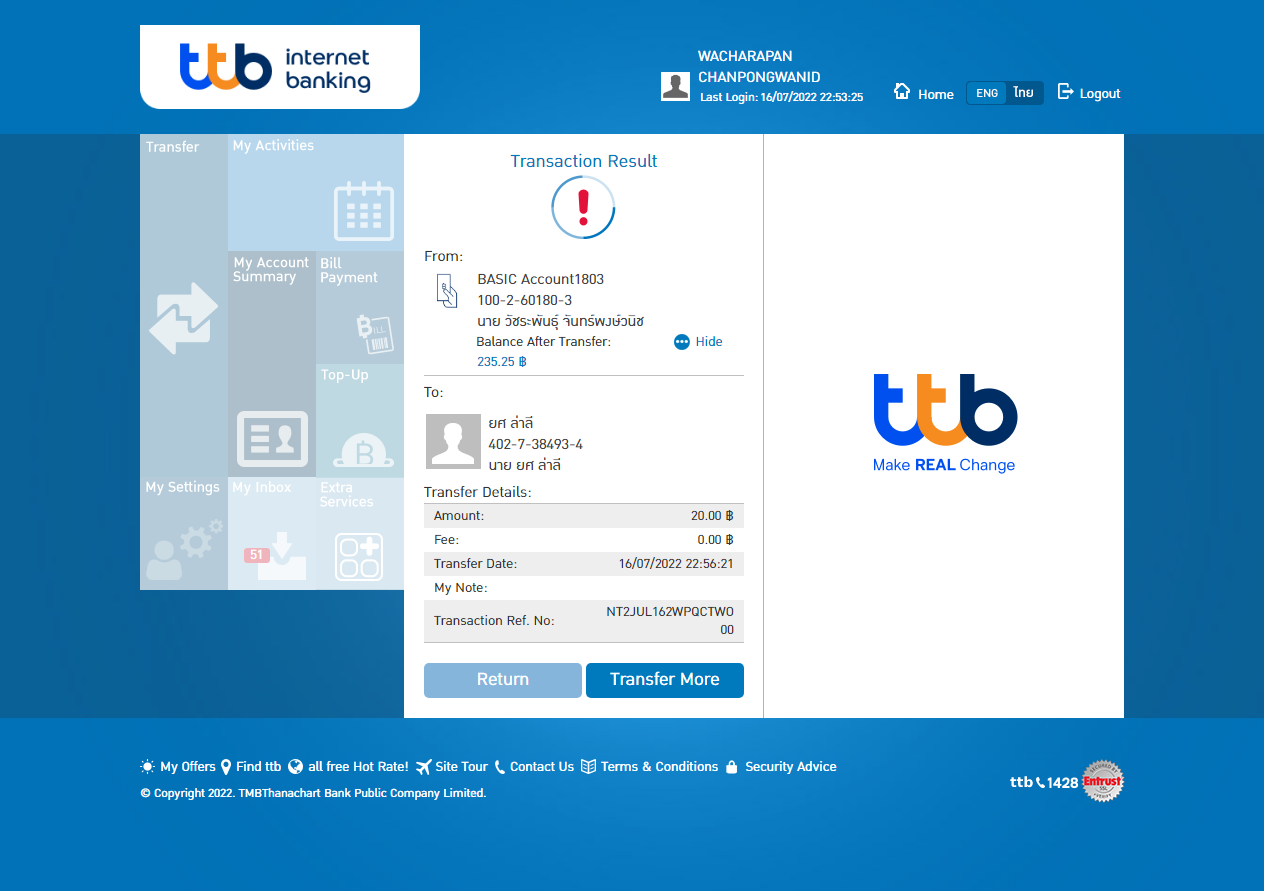 ttb internet
banking
WACHARAPAN
CHANPONGWANID
Last Login: 16/07/2022 22:53:25
Home
ENG ไทย
Logout
Transfer
My Activities
My Account
Summary
Bill
Payment
BILL
Top-Up
My Settings
My Inbox
51
Extra
Services
Transaction Result
From:
BASIC Account1803
100-2-60180-3
นาย วัชระพันธุ์ จันทร์พงษ์วนิช
Balance After Transfer:
Hide
235.25 ฿
To:
ยศ ล่าลี
402-7-38493-4
นาย ยศ ล่าลี
Transfer Details:
Amount: 20.00 ฿
Fee: 0.00 ฿
Transfer Date: 16/07/2022 22:56:21
My Note:
Transaction Ref. No: NT2JUL162WPQCTWO
00
Return
Transfer More
ttb
Make REAL Change
My Offers Find ttb all free Hot Rate! Site Tour Contact Us Terms & Conditions Security Advice
© Copyright 2022. TMBThanachart Bank Public Company Limited.
ttb 1428
SECURED BY
Entrust
SSL